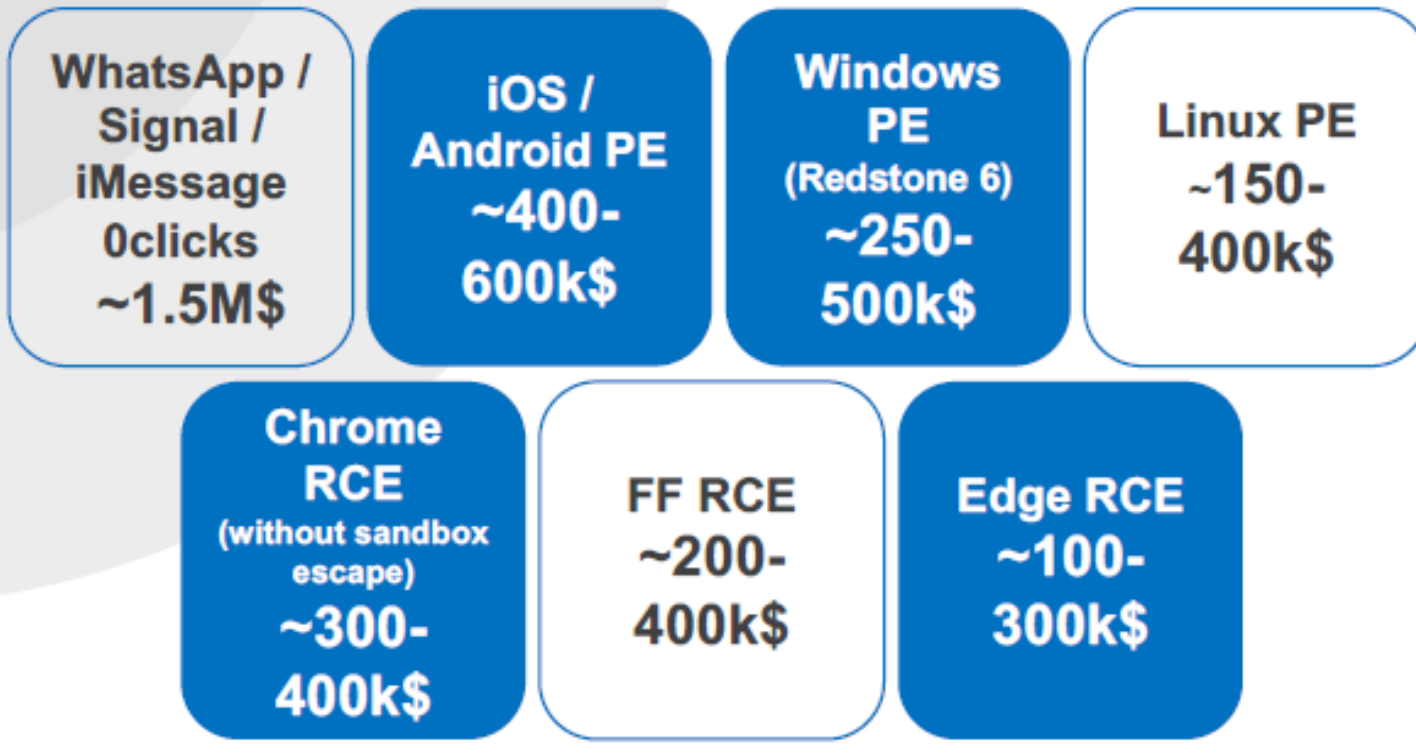 WhatsApp /
Signal /
iMessage
0clicks
~1.5M$
iOS /
Android PE
~400-
600k$
Windows
PE
(Redstone 6)
~250-
500k$
Linux PE
~150-
400k$
Chrome
RCE
(without sandbox
escape)
~300-
400k$
FF RCE
~200-
400k$
Edge RCE
~100-
300k$